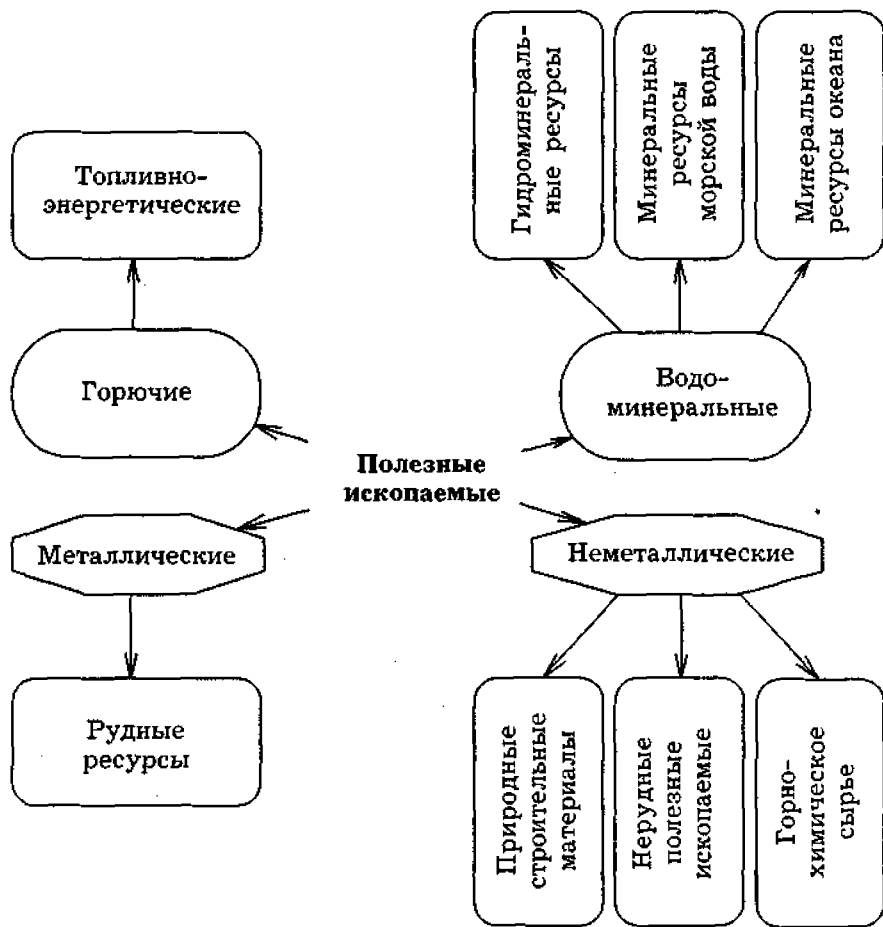 Топливно-
энергетические
Гидроминераль-
ные ресурсы
Минеральные
ресурсы
морской воды
Минеральные
ресурсы океана
Горючие
Водо-
минеральные
Полезные
ископаемые
Металлические
Неметаллические
Рудные
ресурсы
Природные
строительные
материалы
Нерудные
полезные
ископаемые
Горно-
химическое
сырье